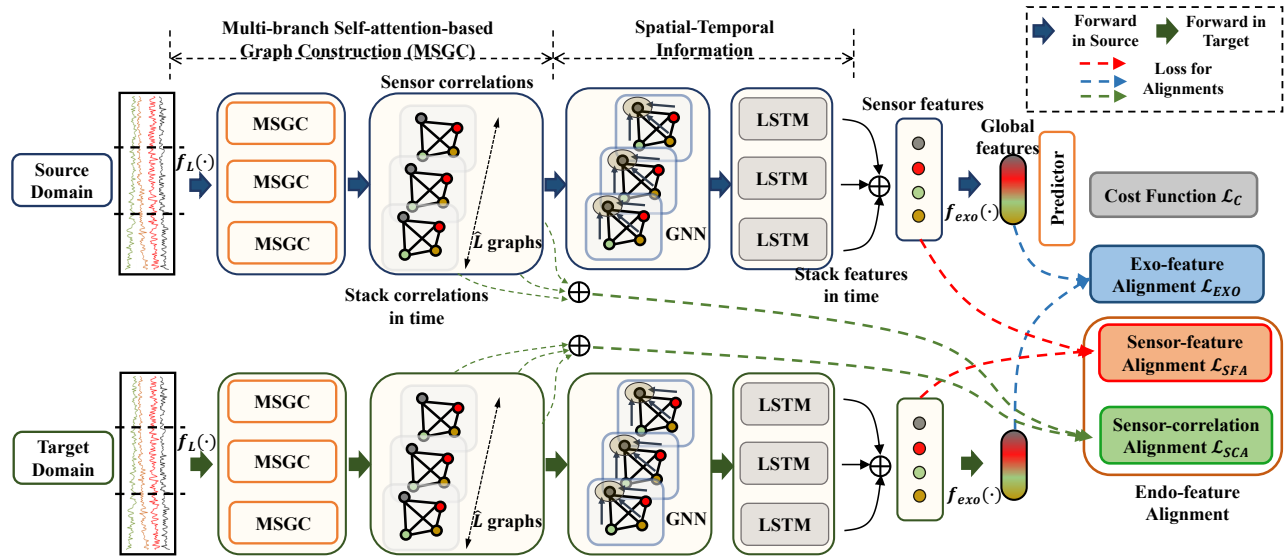 Multi-branch Self-attention-based
Graph Construction (MSGC)
Spatial-Temporal
Information
Forward
in Source
Forward in
Target
Loss for
Alignments
Sensor correlations
Sensor features
Global
features
Source
Domain
f_L(·)
MSGC
MSGC
MSGC
L̂ graphs
GNN
LSTM
LSTM
LSTM
f_exo(·)
Predictor
Cost Function ℒ_C
Stack correlations
in time
Stack features
in time
Exo-feature
Alignment ℒ_EXO
Sensor-feature
Alignment ℒ_SFA
Sensor-correlation
Alignment ℒ_SCA
Endo-feature
Alignment
Target
Domain
f_L(·)
MSGC
MSGC
MSGC
L̂ graphs
GNN
LSTM
LSTM
LSTM
f_exo(·)